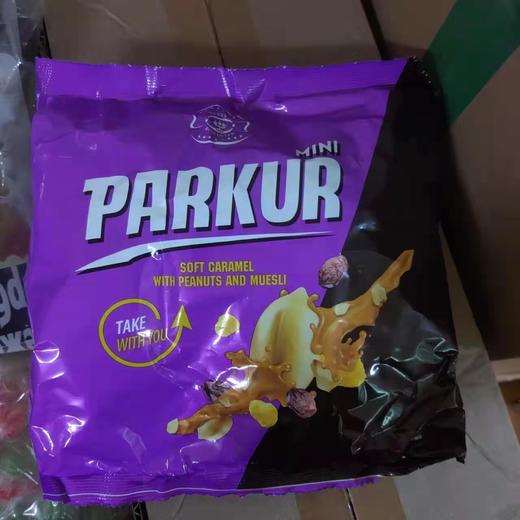 MINI
PARKUR
SOFT CARAMEL
WITH PEANUTS AND MUESLI
TAKE
WITH YOU